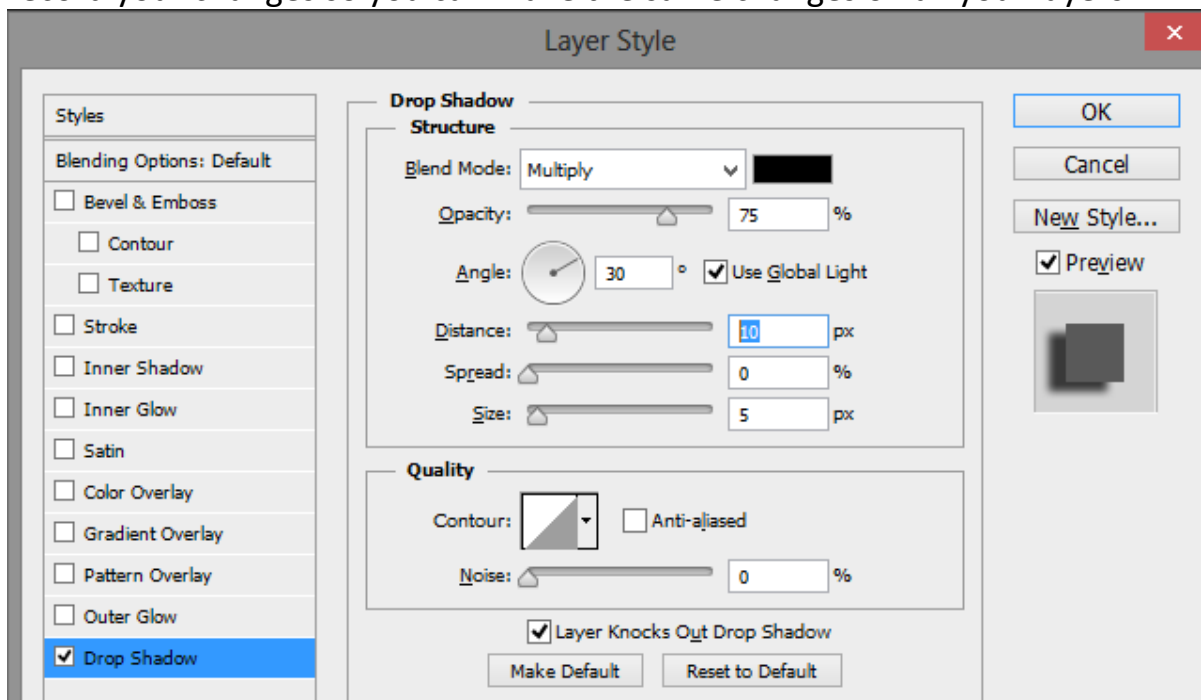 Layer Style
Styles
Blending Options: Default
Bevel & Emboss
Contour
Texture
Stroke
Inner Shadow
Inner Glow
Satin
Color Overlay
Gradient Overlay
Pattern Overlay
Outer Glow
Drop Shadow
Drop Shadow
Structure
Blend Mode: Multiply
Opacity: 75 %
Angle: 30 ° Use Global Light
Distance: 10 px
Spread: 0 %
Size: 5 px
Quality
Contour: Anti-aliased
Noise: 0 %
Layer Knocks Out Drop Shadow
Make Default Reset to Default
OK
Cancel
New Style...
Preview